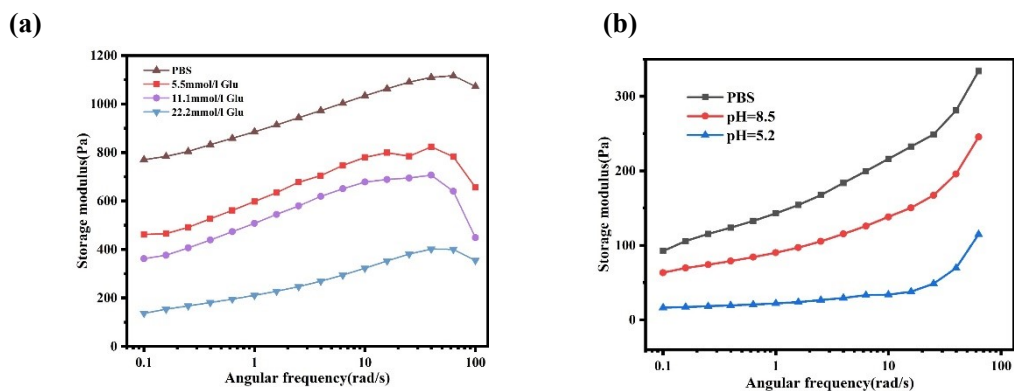 (a)
Storage modulus(Pa)
1200
1000
800
600
400
200
0
PBS
5.5mmol/l Glu
11.1mmol/l Glu
22.2mmol/l Glu
0.1 1 10 100
Angular frequency(rad/s)
(b)
Storage modulus(Pa)
300
200
100
0
PBS
pH=8.5
pH=5.2
0.1 1 10 100
Angular frequency(rad/s)